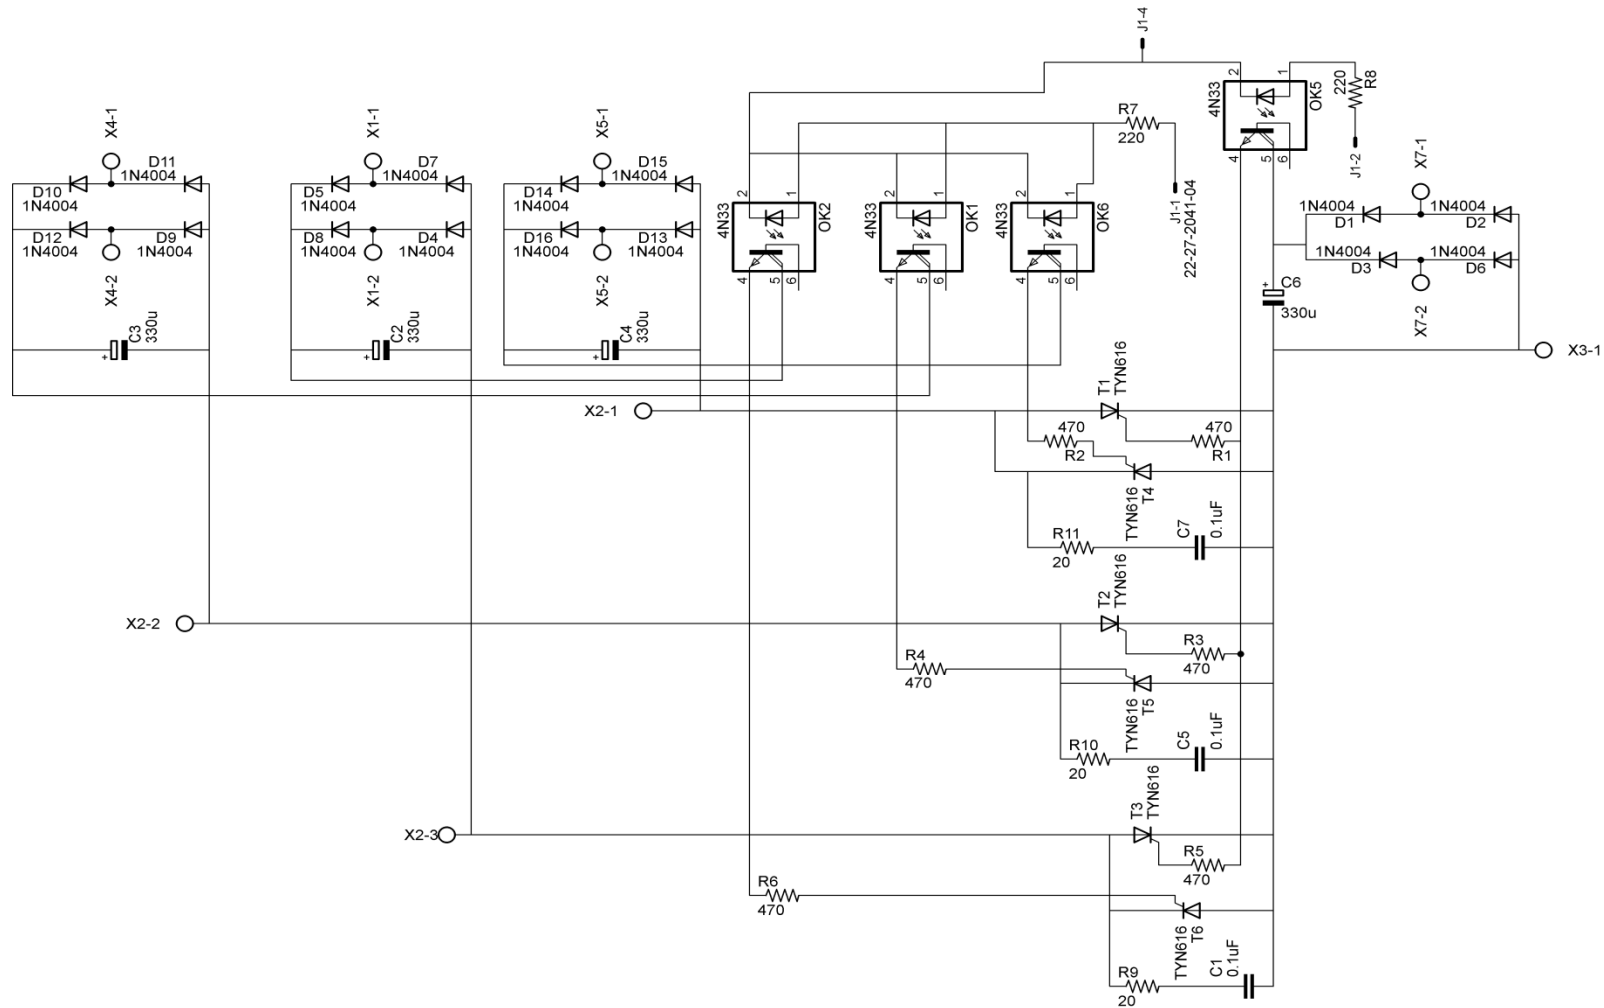 J1-4
2
1
4N33
OK5
220
R8
4
5
6
J1-2
R7
220
J1-1
22-27-2041-04
X4-1
D11
1N4004
D10
1N4004
D12
1N4004
D9
1N4004
X4-2
C3
330u
+
X1-1
D7
1N4004
D5
1N4004
D8
1N4004
D4
1N4004
X1-2
C2
330u
+
X5-1
D15
1N4004
D14
1N4004
D16
1N4004
D13
1N4004
X5-2
C4
330u
+
2
1
4N33
OK2
4
5
6
2
1
4N33
OK1
4
5
6
2
1
4N33
OK6
4
5
6
X7-1
1N4004
D1
1N4004
D2
1N4004
D3
1N4004
D6
X7-2
+
C6
330u
X3-1
X2-1
T1
TYN616
470
R2
470
R1
TYN616
T4
R11
20
C7
0.1uF
X2-2
T2
TYN616
R3
470
R4
470
TYN616
T5
R10
20
C5
0.1uF
X2-3
T3
TYN616
R5
470
R6
470
TYN616
T6
R9
20
C1
0.1uF